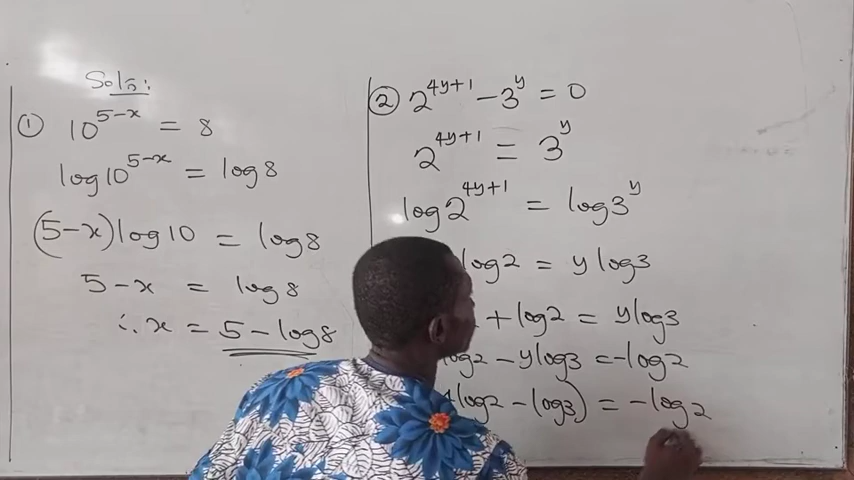 Soln:
① 10^{5-x} = 8
log10^{5-x} = log8
(5-x)log10 = log8
5-x = log8
∴ x = 5-log8
② 2^{4y+1} - 3^y = 0
2^{4y+1} = 3^y
log2^{4y+1} = log3^y
log2 = ylog3
+log2 = ylog3
log2 - ylog3 = -log2
4log2 - log3) = -log2